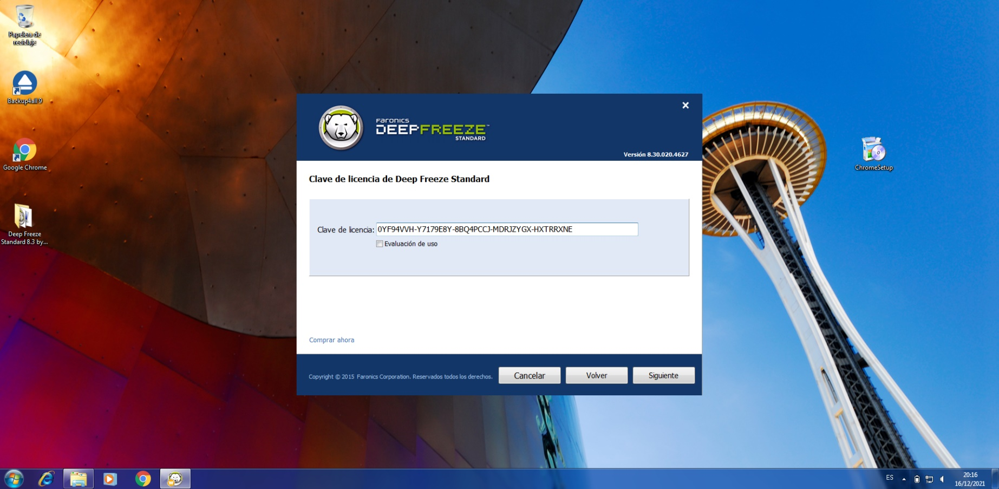 Papelera de
reciclaje
Backup4all 9
Google Chrome
Deep Freeze
Standard 8.3 by...
ChromeSetup
Faronics
DEEPFREEZE™
STANDARD
Versión 8.30.020.4627
Clave de licencia de Deep Freeze Standard
Clave de licencia: 0YF94VVH-Y7179E8Y-8BQ4PCCJ-MDRJZYGX-HXTRRXNE
Evaluación de uso
Comprar ahora
Copyright © 2015 Faronics Corporation. Reservados todos los derechos.
Cancelar
Volver
Siguiente
ES
20:16
16/12/2021